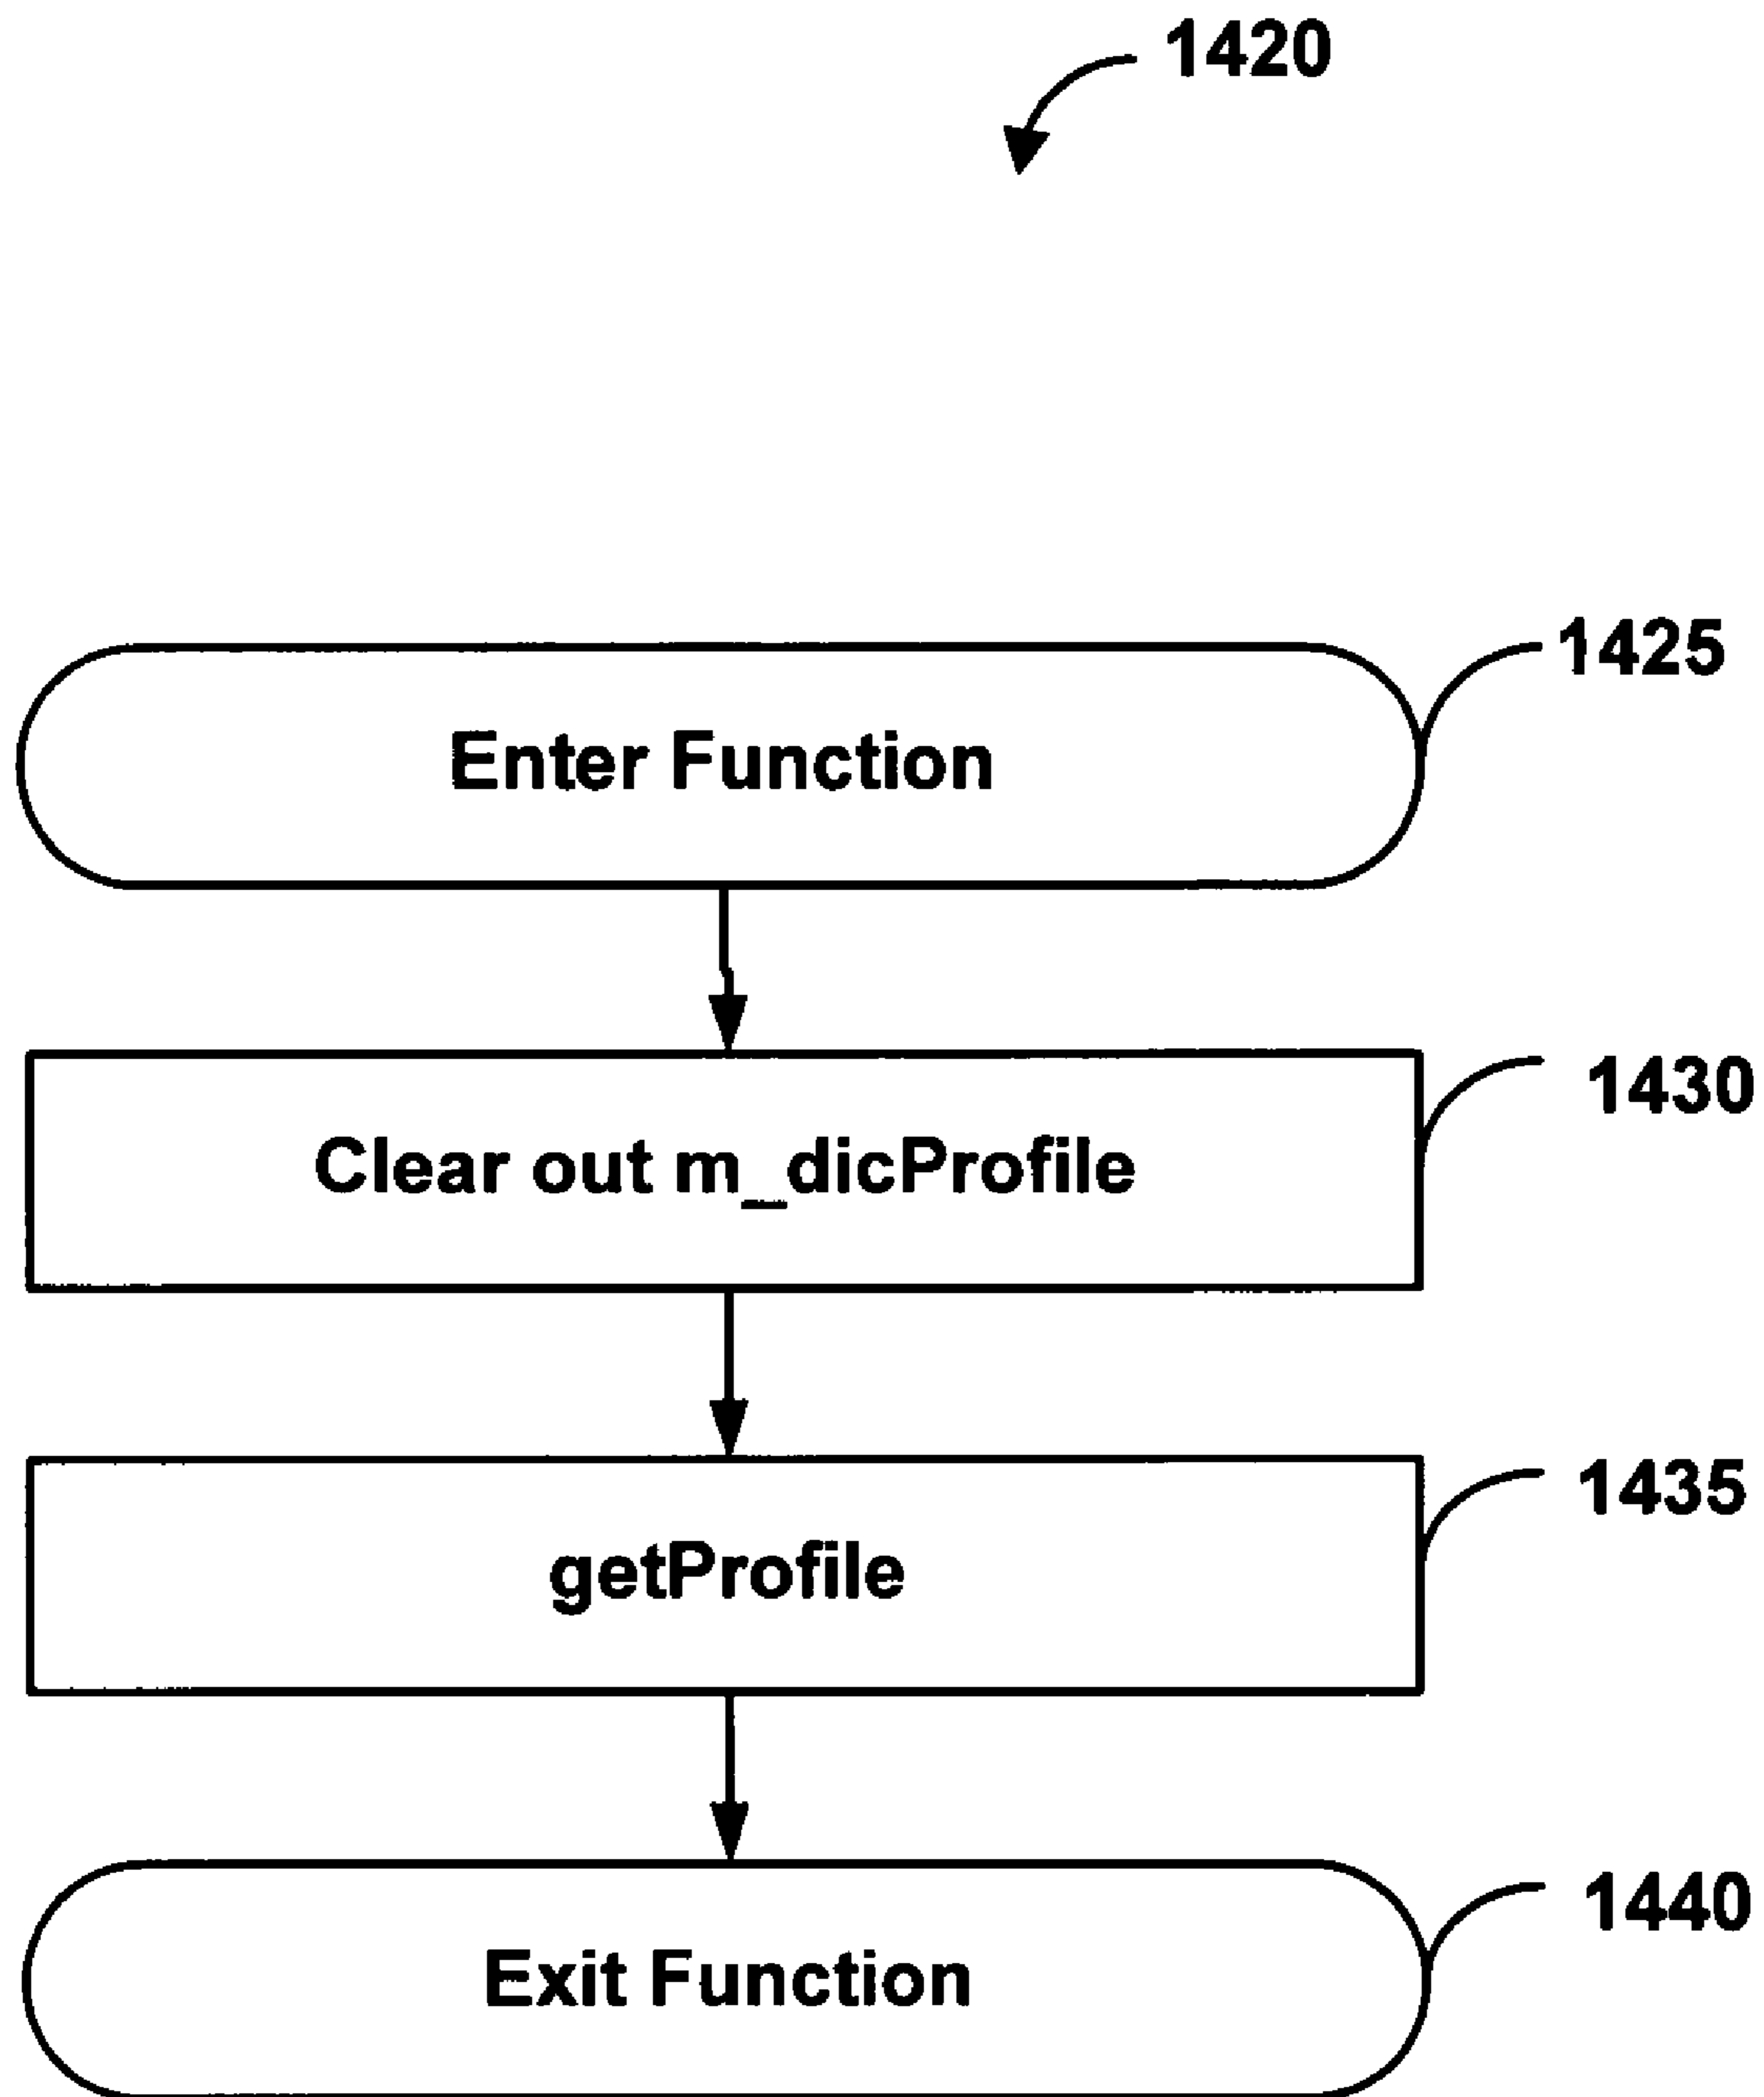 1420
Enter Function
1425
Clear out m_dicProfile
1430
getProfile
1435
Exit Function
1440